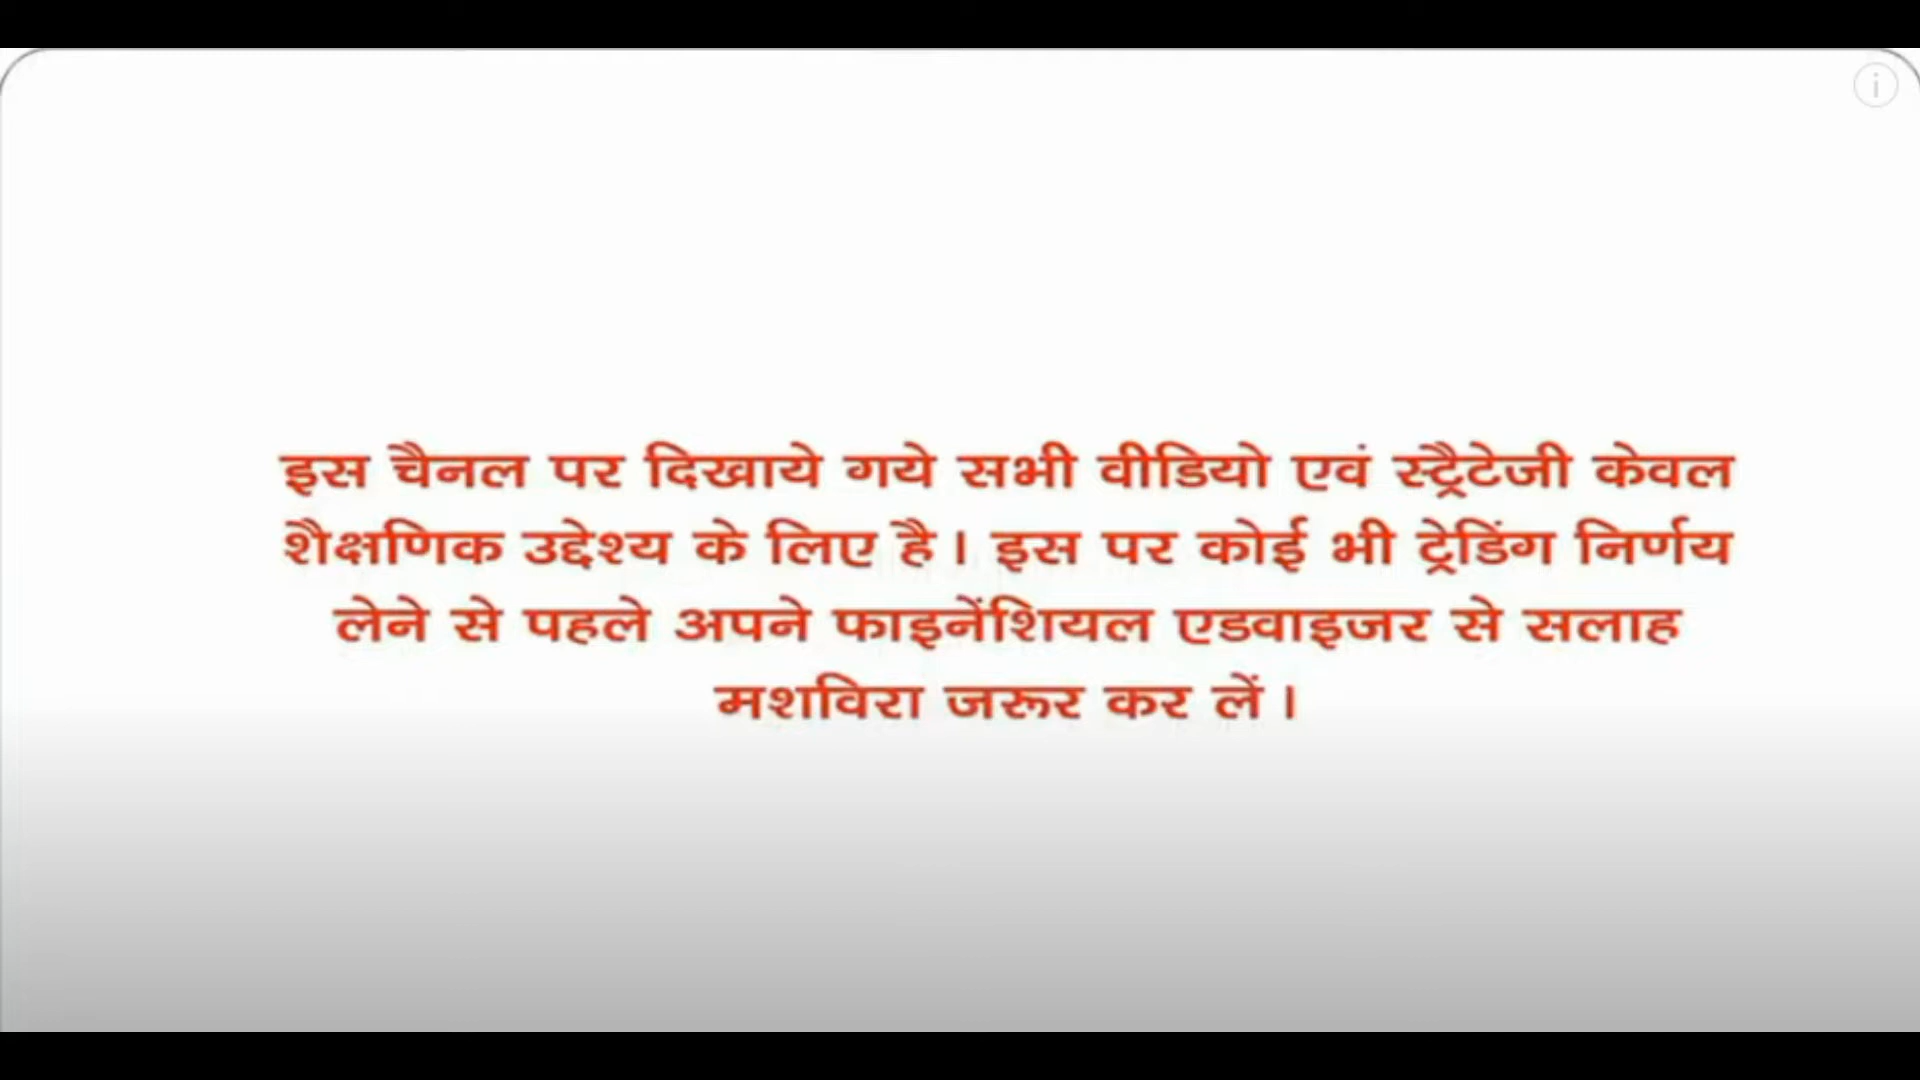 इस चैनल पर दिखाये गये सभी वीडियो एवं स्ट्रैटेजी केवल
शैक्षणिक उद्देश्य के लिए है। इस पर कोई भी ट्रेडिंग निर्णय
लेने से पहले अपने फाइनेंशियल एडवाइजर से सलाह
मशविरा जरूर कर लें।